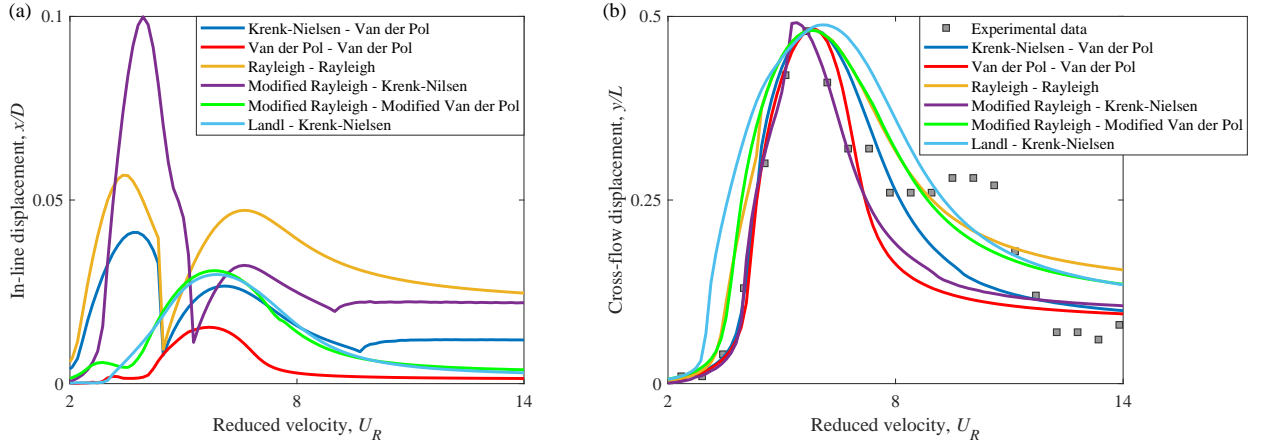 (a)
0.1
0.05
0
In-line displacement, x/D
Krenk-Nielsen - Van der Pol
Van der Pol - Van der Pol
Rayleigh - Rayleigh
Modified Rayleigh - Krenk-Nilsen
Modified Rayleigh - Modified Van der Pol
Landl - Krenk-Nielsen
2
8
14
Reduced velocity, U_R
(b)
0.5
0.25
0
Cross-flow displacement, y/L
Experimental data
Krenk-Nielsen - Van der Pol
Van der Pol - Van der Pol
Rayleigh - Rayleigh
Modified Rayleigh - Krenk-Nielsen
Modified Rayleigh - Modified Van der Pol
Landl - Krenk-Nielsen
2
8
14
Reduced velocity, U_R